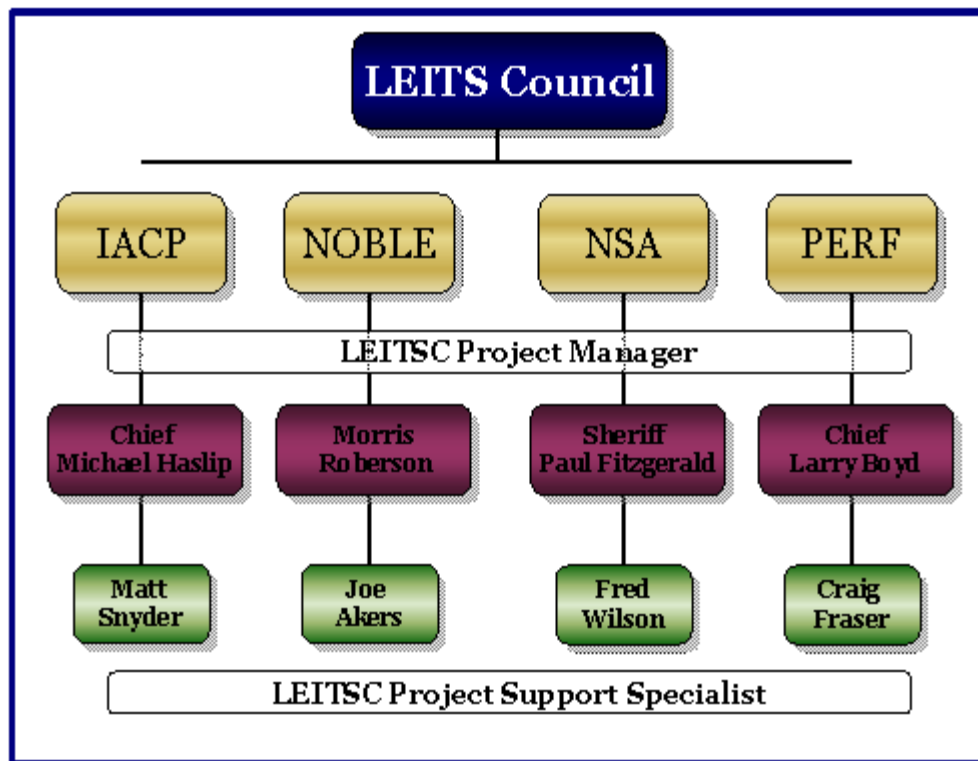 LEITS Council
IACP
NOBLE
NSA
PERF
LEITSC Project Manager
Chief
Michael Haslip
Morris
Roberson
Sheriff
Paul Fitzgerald
Chief
Larry Boyd
Matt
Snyder
Joe
Akers
Fred
Wilson
Craig
Fraser
LEITSC Project Support Specialist